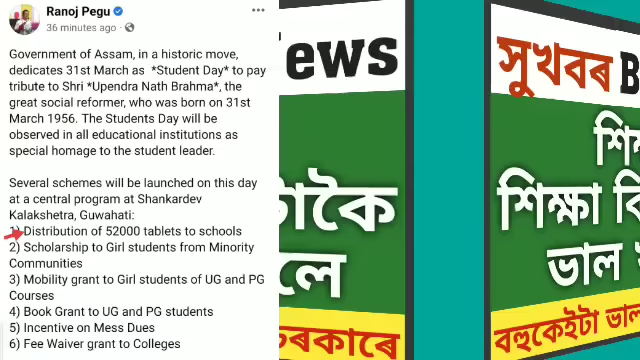 Ranoj Pegu
36 minutes ago
Government of Assam, in a historic move,
dedicates 31st March as *Student Day* to pay
tribute to Shri *Upendra Nath Brahma*, the
great social reformer, who was born on 31st
March 1956. The Students Day will be
observed in all educational institutions as
special homage to the student leader.
Several schemes will be launched on this day
at a central program at Shankardev
Kalakshetra, Guwahati:
1) Distribution of 52000 tablets to schools
2) Scholarship to Girl students from Minority
Communities
3) Mobility grant to Girl students of UG and PG
Courses
4) Book Grant to UG and PG students
5) Incentive on Mess Dues
6) Fee Waiver grant to Colleges
সুখবৰ
শিক্ষা
ভাল
বহুকেইটা ভাল